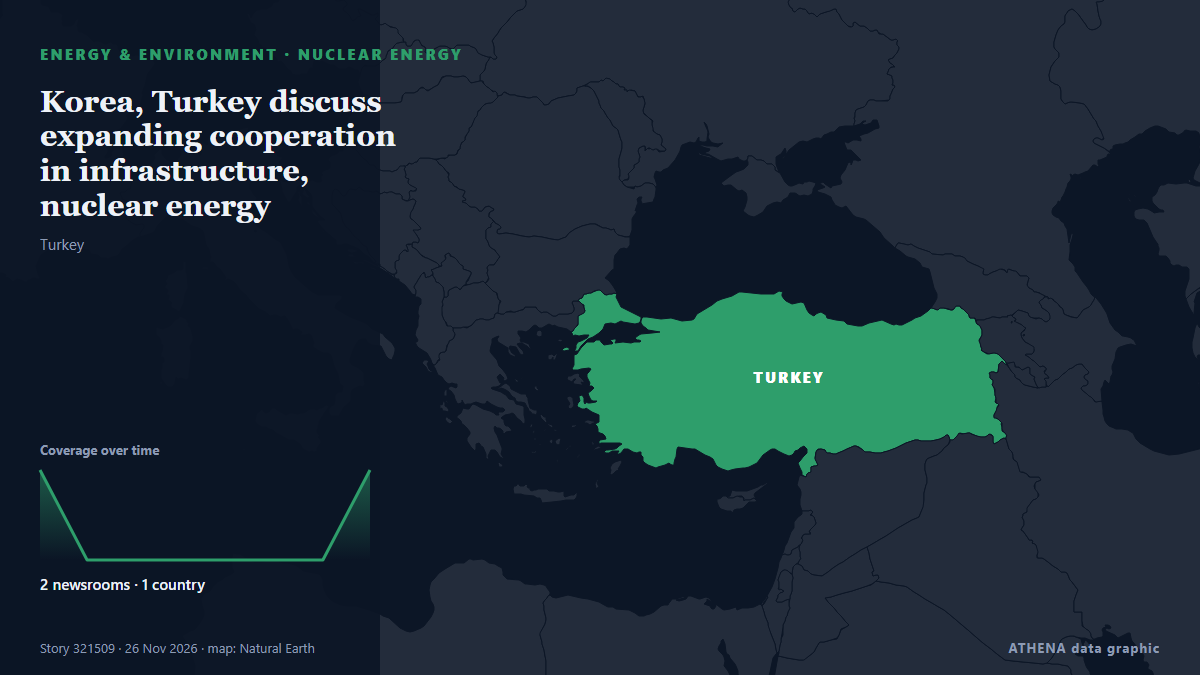 ENERGY & ENVIRONMENT · NUCLEAR ENERGY
Korea, Turkey discuss
expanding cooperation
in infrastructure,
nuclear energy
Turkey
TURKEY
Coverage over time
2 newsrooms · 1 country
Story 321509 · 26 Nov 2026 · map: Natural Earth
ATHENA data graphic